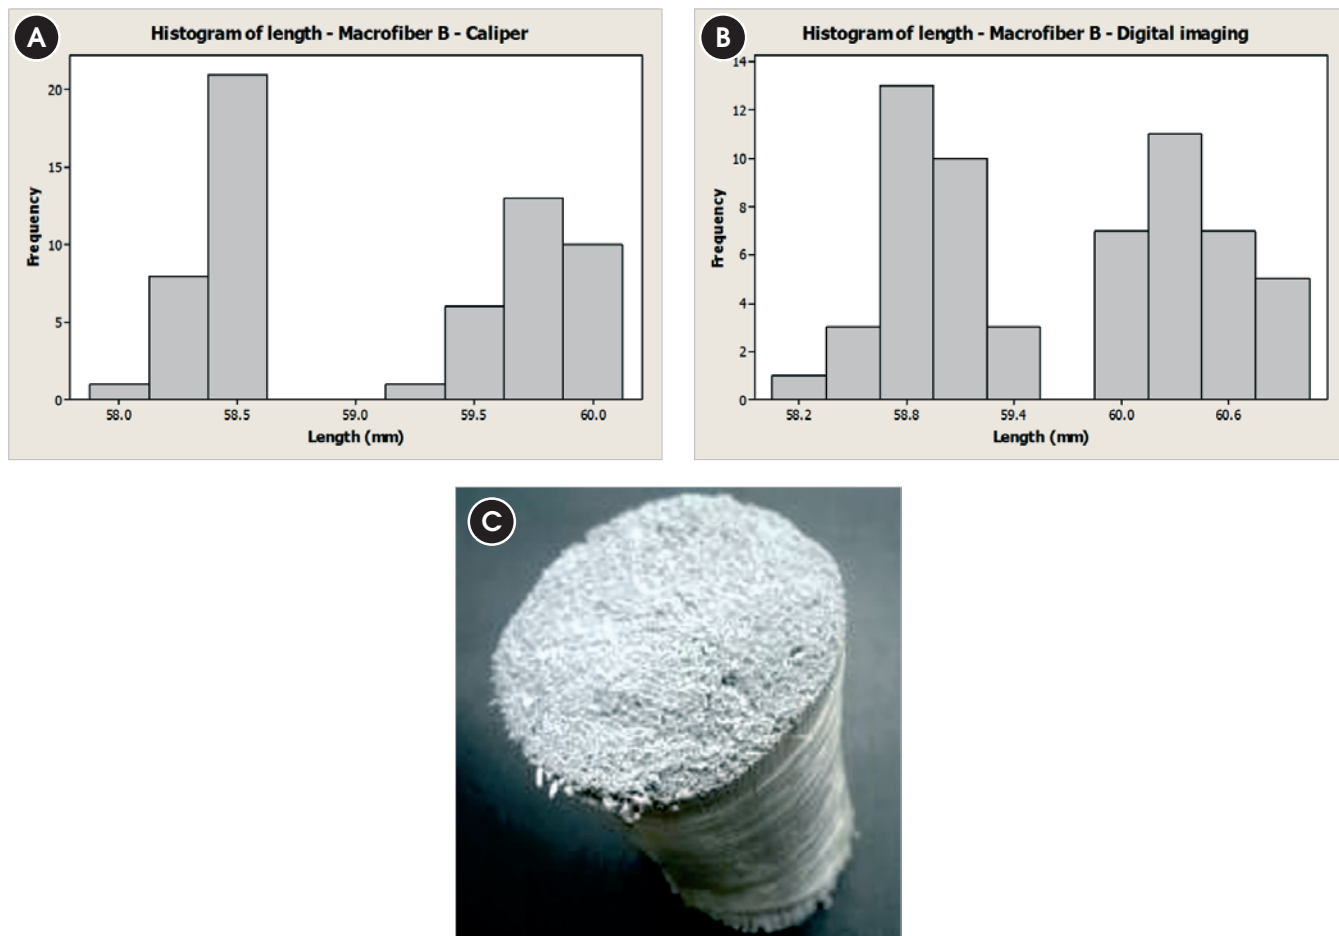 A
Histogram of length - Macrofiber B - Caliper
Frequency
20
15
10
5
0
58.0 58.5 59.0 59.5 60.0
Length (mm)
B
Histogram of length - Macrofiber B - Digital imaging
Frequency
14
12
10
8
6
4
2
0
58.2 58.8 59.4 60.0 60.6
Length (mm)
C